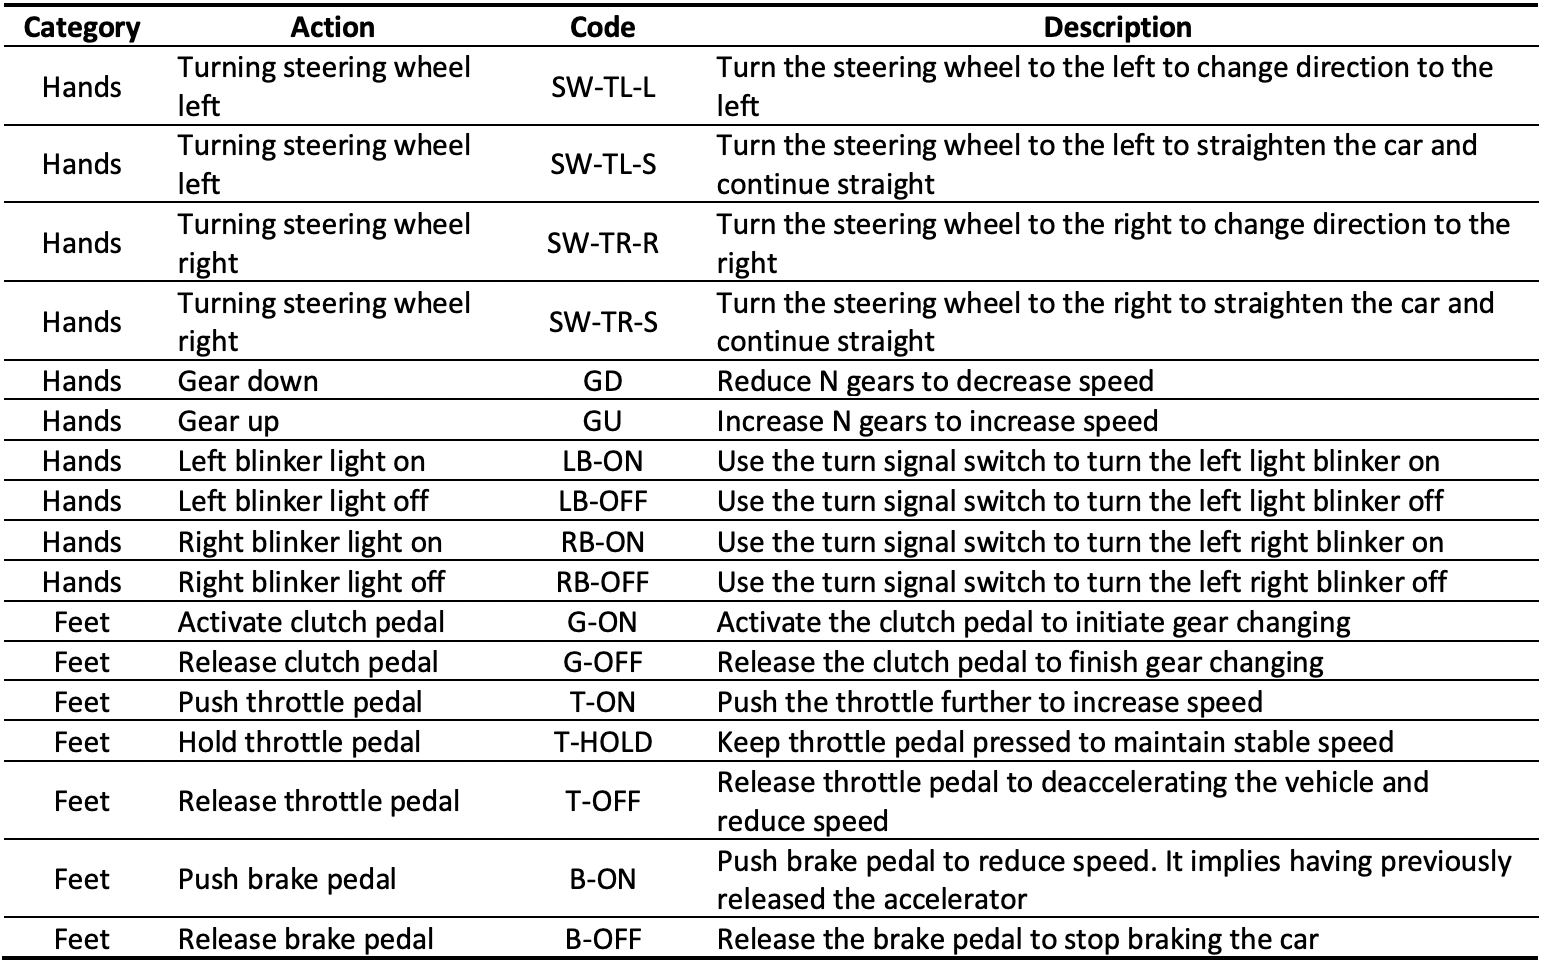 Category Action Code Description
Hands Turning steering wheel left SW-TL-L Turn the steering wheel to the left to change direction to the left
Hands Turning steering wheel left SW-TL-S Turn the steering wheel to the left to straighten the car and continue straight
Hands Turning steering wheel right SW-TR-R Turn the steering wheel to the right to change direction to the right
Hands Turning steering wheel right SW-TR-S Turn the steering wheel to the right to straighten the car and continue straight
Hands Gear down GD Reduce N gears to decrease speed
Hands Gear up GU Increase N gears to increase speed
Hands Left blinker light on LB-ON Use the turn signal switch to turn the left light blinker on
Hands Left blinker light off LB-OFF Use the turn signal switch to turn the left light blinker off
Hands Right blinker light on RB-ON Use the turn signal switch to turn the left right blinker on
Hands Right blinker light off RB-OFF Use the turn signal switch to turn the left right blinker off
Feet Activate clutch pedal G-ON Activate the clutch pedal to initiate gear changing
Feet Release clutch pedal G-OFF Release the clutch pedal to finish gear changing
Feet Push throttle pedal T-ON Push the throttle further to increase speed
Feet Hold throttle pedal T-HOLD Keep throttle pedal pressed to maintain stable speed
Feet Release throttle pedal T-OFF Release throttle pedal to deaccelerating the vehicle and reduce speed
Feet Push brake pedal B-ON Push brake pedal to reduce speed. It implies having previously released the accelerator
Feet Release brake pedal B-OFF Release the brake pedal to stop braking the car